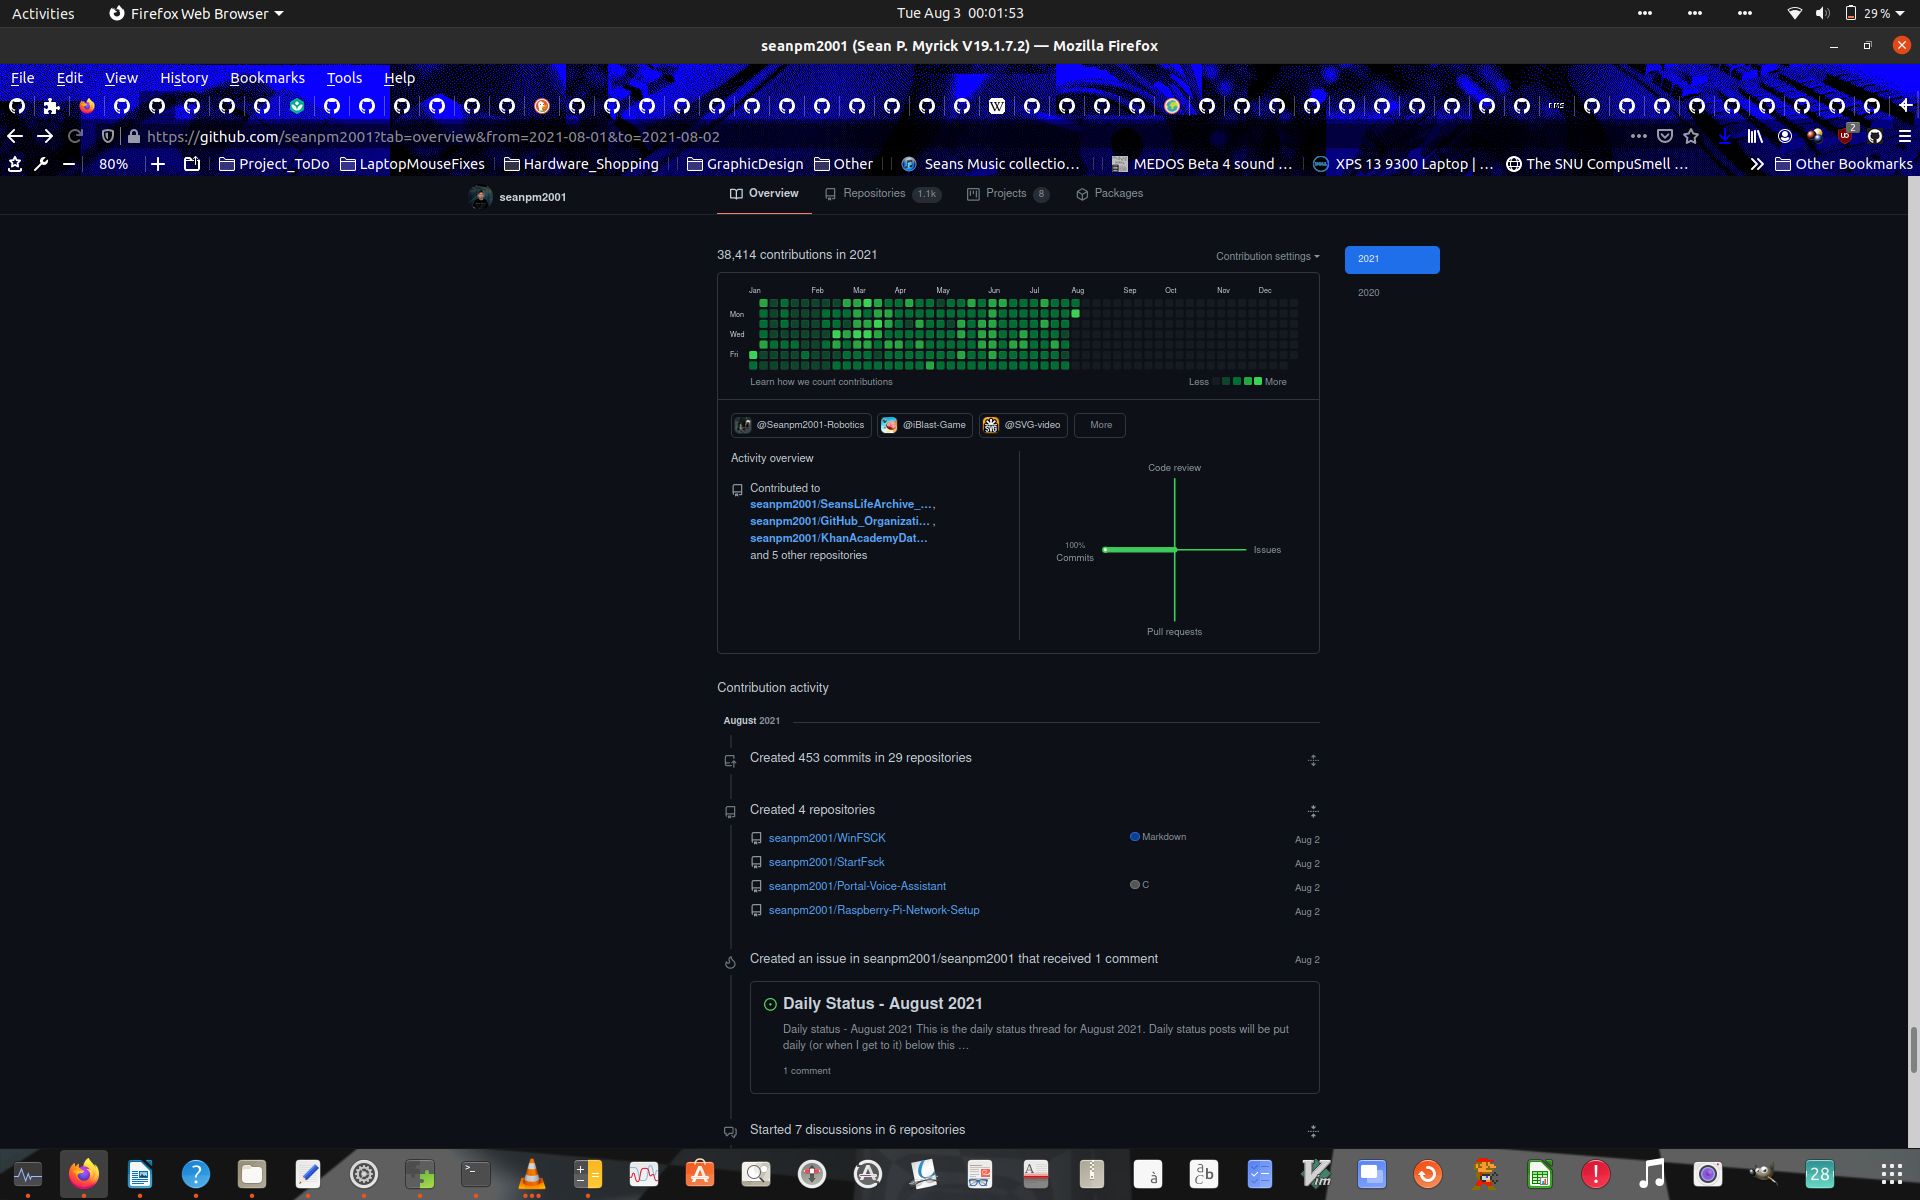 Activities
Firefox Web Browser
Tue Aug 3 00:01:53
29 %
seanpm2001 (Sean P. Myrick V19.1.7.2) — Mozilla Firefox
File Edit View History Bookmarks Tools Help
https://github.com/seanpm2001?tab=overview&from=2021-08-01&to=2021-08-02
2
80%
Project_ToDo
LaptopMouseFixes
Hardware_Shopping
GraphicDesign
Other
Seans Music collectio...
MEDOS Beta 4 sound ...
XPS 13 9300 Laptop | ...
The SNU CompuSmell ...
Other Bookmarks
seanpm2001
Overview
Repositories 1.1k
Projects 8
Packages
38,414 contributions in 2021
Contribution settings
2021
2020
Jan Feb Mar Apr May Jun Jul Aug Sep Oct Nov Dec
Mon
Wed
Fri
Learn how we count contributions
Less
More
@Seanpm2001-Robotics
@iBlast-Game
@SVG-video
More
Activity overview
Contributed to
seanpm2001/SeansLifeArchive_...,
seanpm2001/GitHub_Organizati... ,
seanpm2001/KhanAcademyDat...
and 5 other repositories
Code review
100%
Commits
Issues
Pull requests
Contribution activity
August 2021
Created 453 commits in 29 repositories
Created 4 repositories
seanpm2001/WinFSCK
Markdown
Aug 2
seanpm2001/StartFsck
Aug 2
seanpm2001/Portal-Voice-Assistant
C
Aug 2
seanpm2001/Raspberry-Pi-Network-Setup
Aug 2
Created an issue in seanpm2001/seanpm2001 that received 1 comment
Aug 2
Daily Status - August 2021
Daily status - August 2021 This is the daily status thread for August 2021. Daily status posts will be put
daily (or when I get to it) below this ...
1 comment
Started 7 discussions in 6 repositories
28